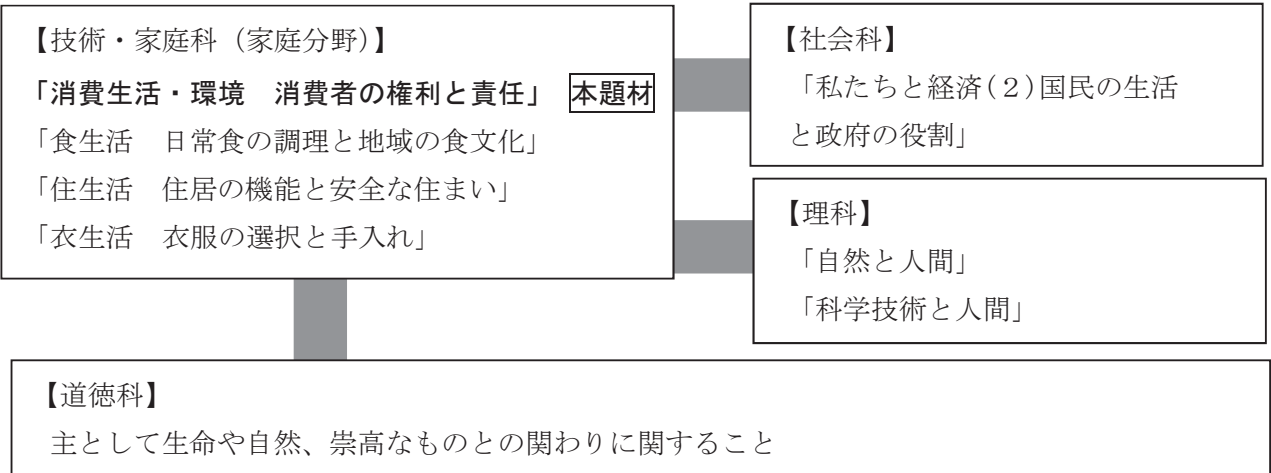 【技術・家庭科(家庭分野)】
「消費生活・環境　消費者の権利と責任」　本題材
「食生活　日常食の調理と地域の食文化」
「住生活　住居の機能と安全な住まい」
「衣生活　衣服の選択と手入れ」
【社会科】
「私たちと経済(2)国民の生活
と政府の役割」
【理科】
「自然と人間」
「科学技術と人間」
【道徳科】
主として生命や自然、崇高なものとの関わりに関すること